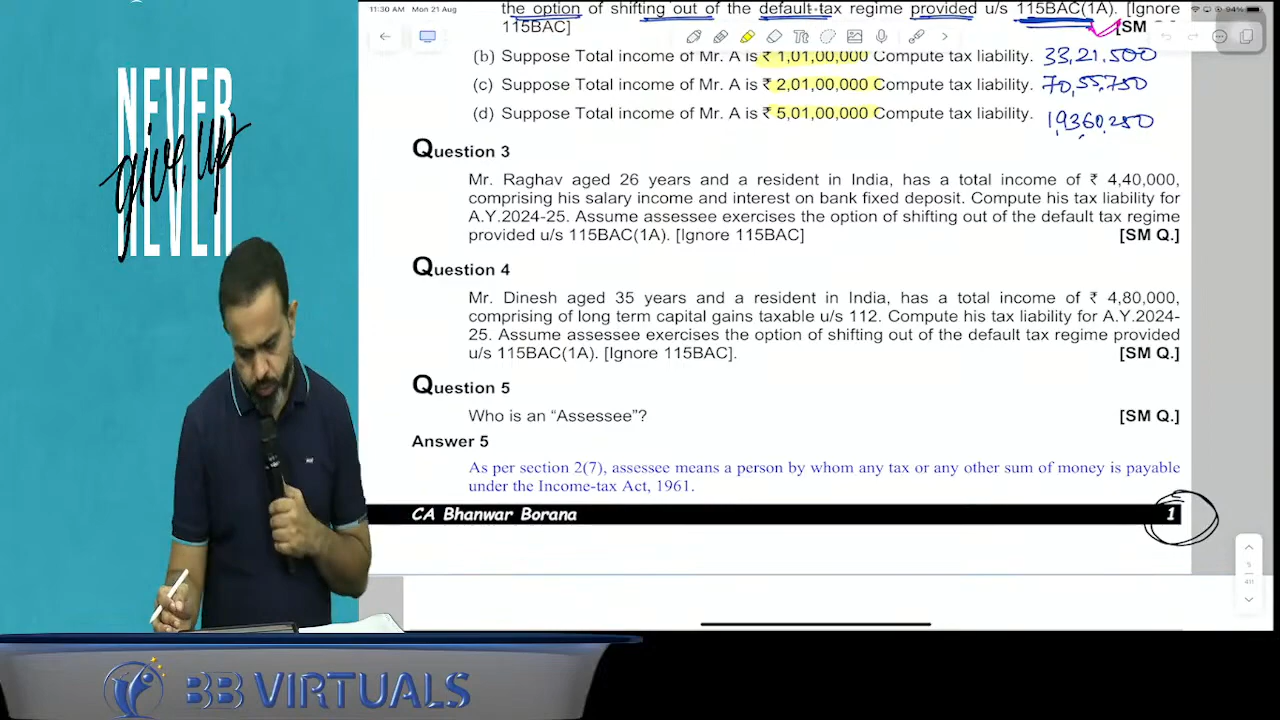 11:30 AM Mon 21 Aug
94%
the option of shifting out of the default tax regime provided u/s 115BAC(1A). [Ignore
115BAC] [SM
(b) Suppose Total income of Mr. A is ₹ 1,01,00,000 Compute tax liability. 33,21,500
(c) Suppose Total income of Mr. A is ₹ 2,01,00,000 Compute tax liability. 70,55,750
(d) Suppose Total income of Mr. A is ₹ 5,01,00,000 Compute tax liability. 1,9360,250
Question 3
Mr. Raghav aged 26 years and a resident in India, has a total income of ₹ 4,40,000,
comprising his salary income and interest on bank fixed deposit. Compute his tax liability for
A.Y.2024-25. Assume assessee exercises the option of shifting out of the default tax regime
provided u/s 115BAC(1A). [Ignore 115BAC] [SM Q.]
Question 4
Mr. Dinesh aged 35 years and a resident in India, has a total income of ₹ 4,80,000,
comprising of long term capital gains taxable u/s 112. Compute his tax liability for A.Y.2024-
25. Assume assessee exercises the option of shifting out of the default tax regime provided
u/s 115BAC(1A). [Ignore 115BAC]. [SM Q.]
Question 5
Who is an “Assessee”? [SM Q.]
Answer 5
As per section 2(7), assessee means a person by whom any tax or any other sum of money is payable
under the Income-tax Act, 1961.
CA Bhanwar Borana 1
9
411
NEVER
give up
NEVER
BB VIRTUALS